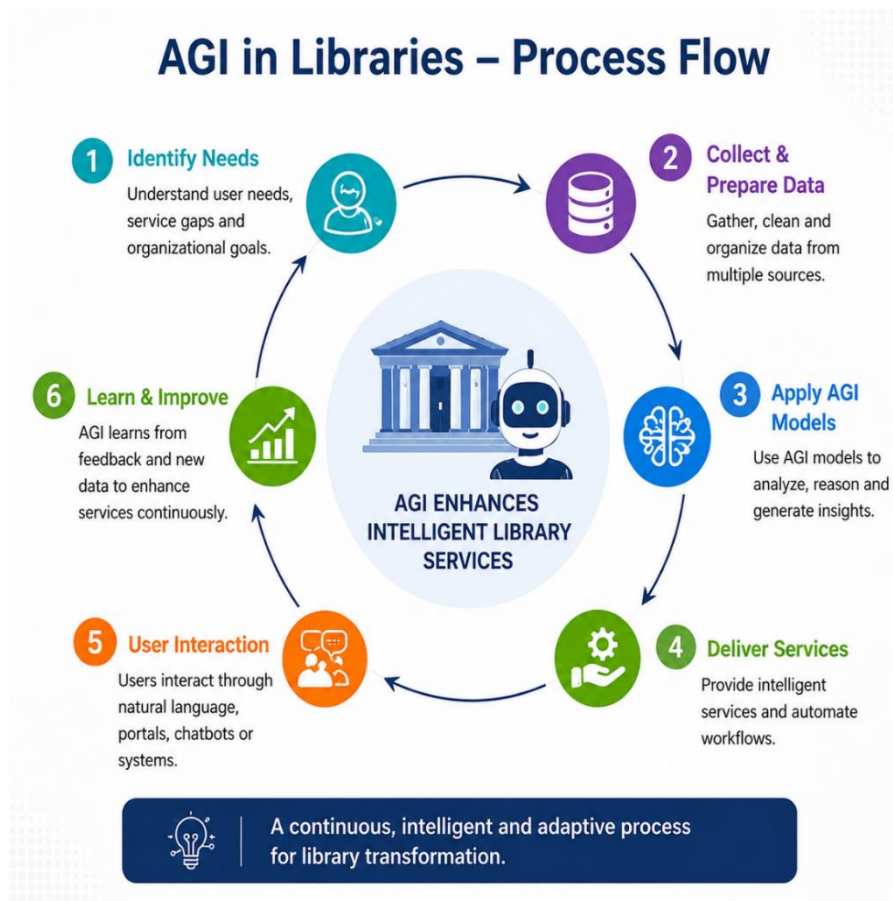 AGI in Libraries – Process Flow
1
Identify Needs
Understand user needs,
service gaps and
organizational goals.
2
Collect &
Prepare Data
Gather, clean and
organize data from
multiple sources.
3
Apply AGI
Models
Use AGI models to
analyze, reason and
generate insights.
4
Deliver Services
Provide intelligent
services and automate
workflows.
5
User Interaction
Users interact through
natural language,
portals, chatbots or
systems.
6
Learn & Improve
AGI learns from
feedback and new
data to enhance
services continuously.
AGI ENHANCES
INTELLIGENT LIBRARY
SERVICES
A continuous, intelligent and adaptive process
for library transformation.